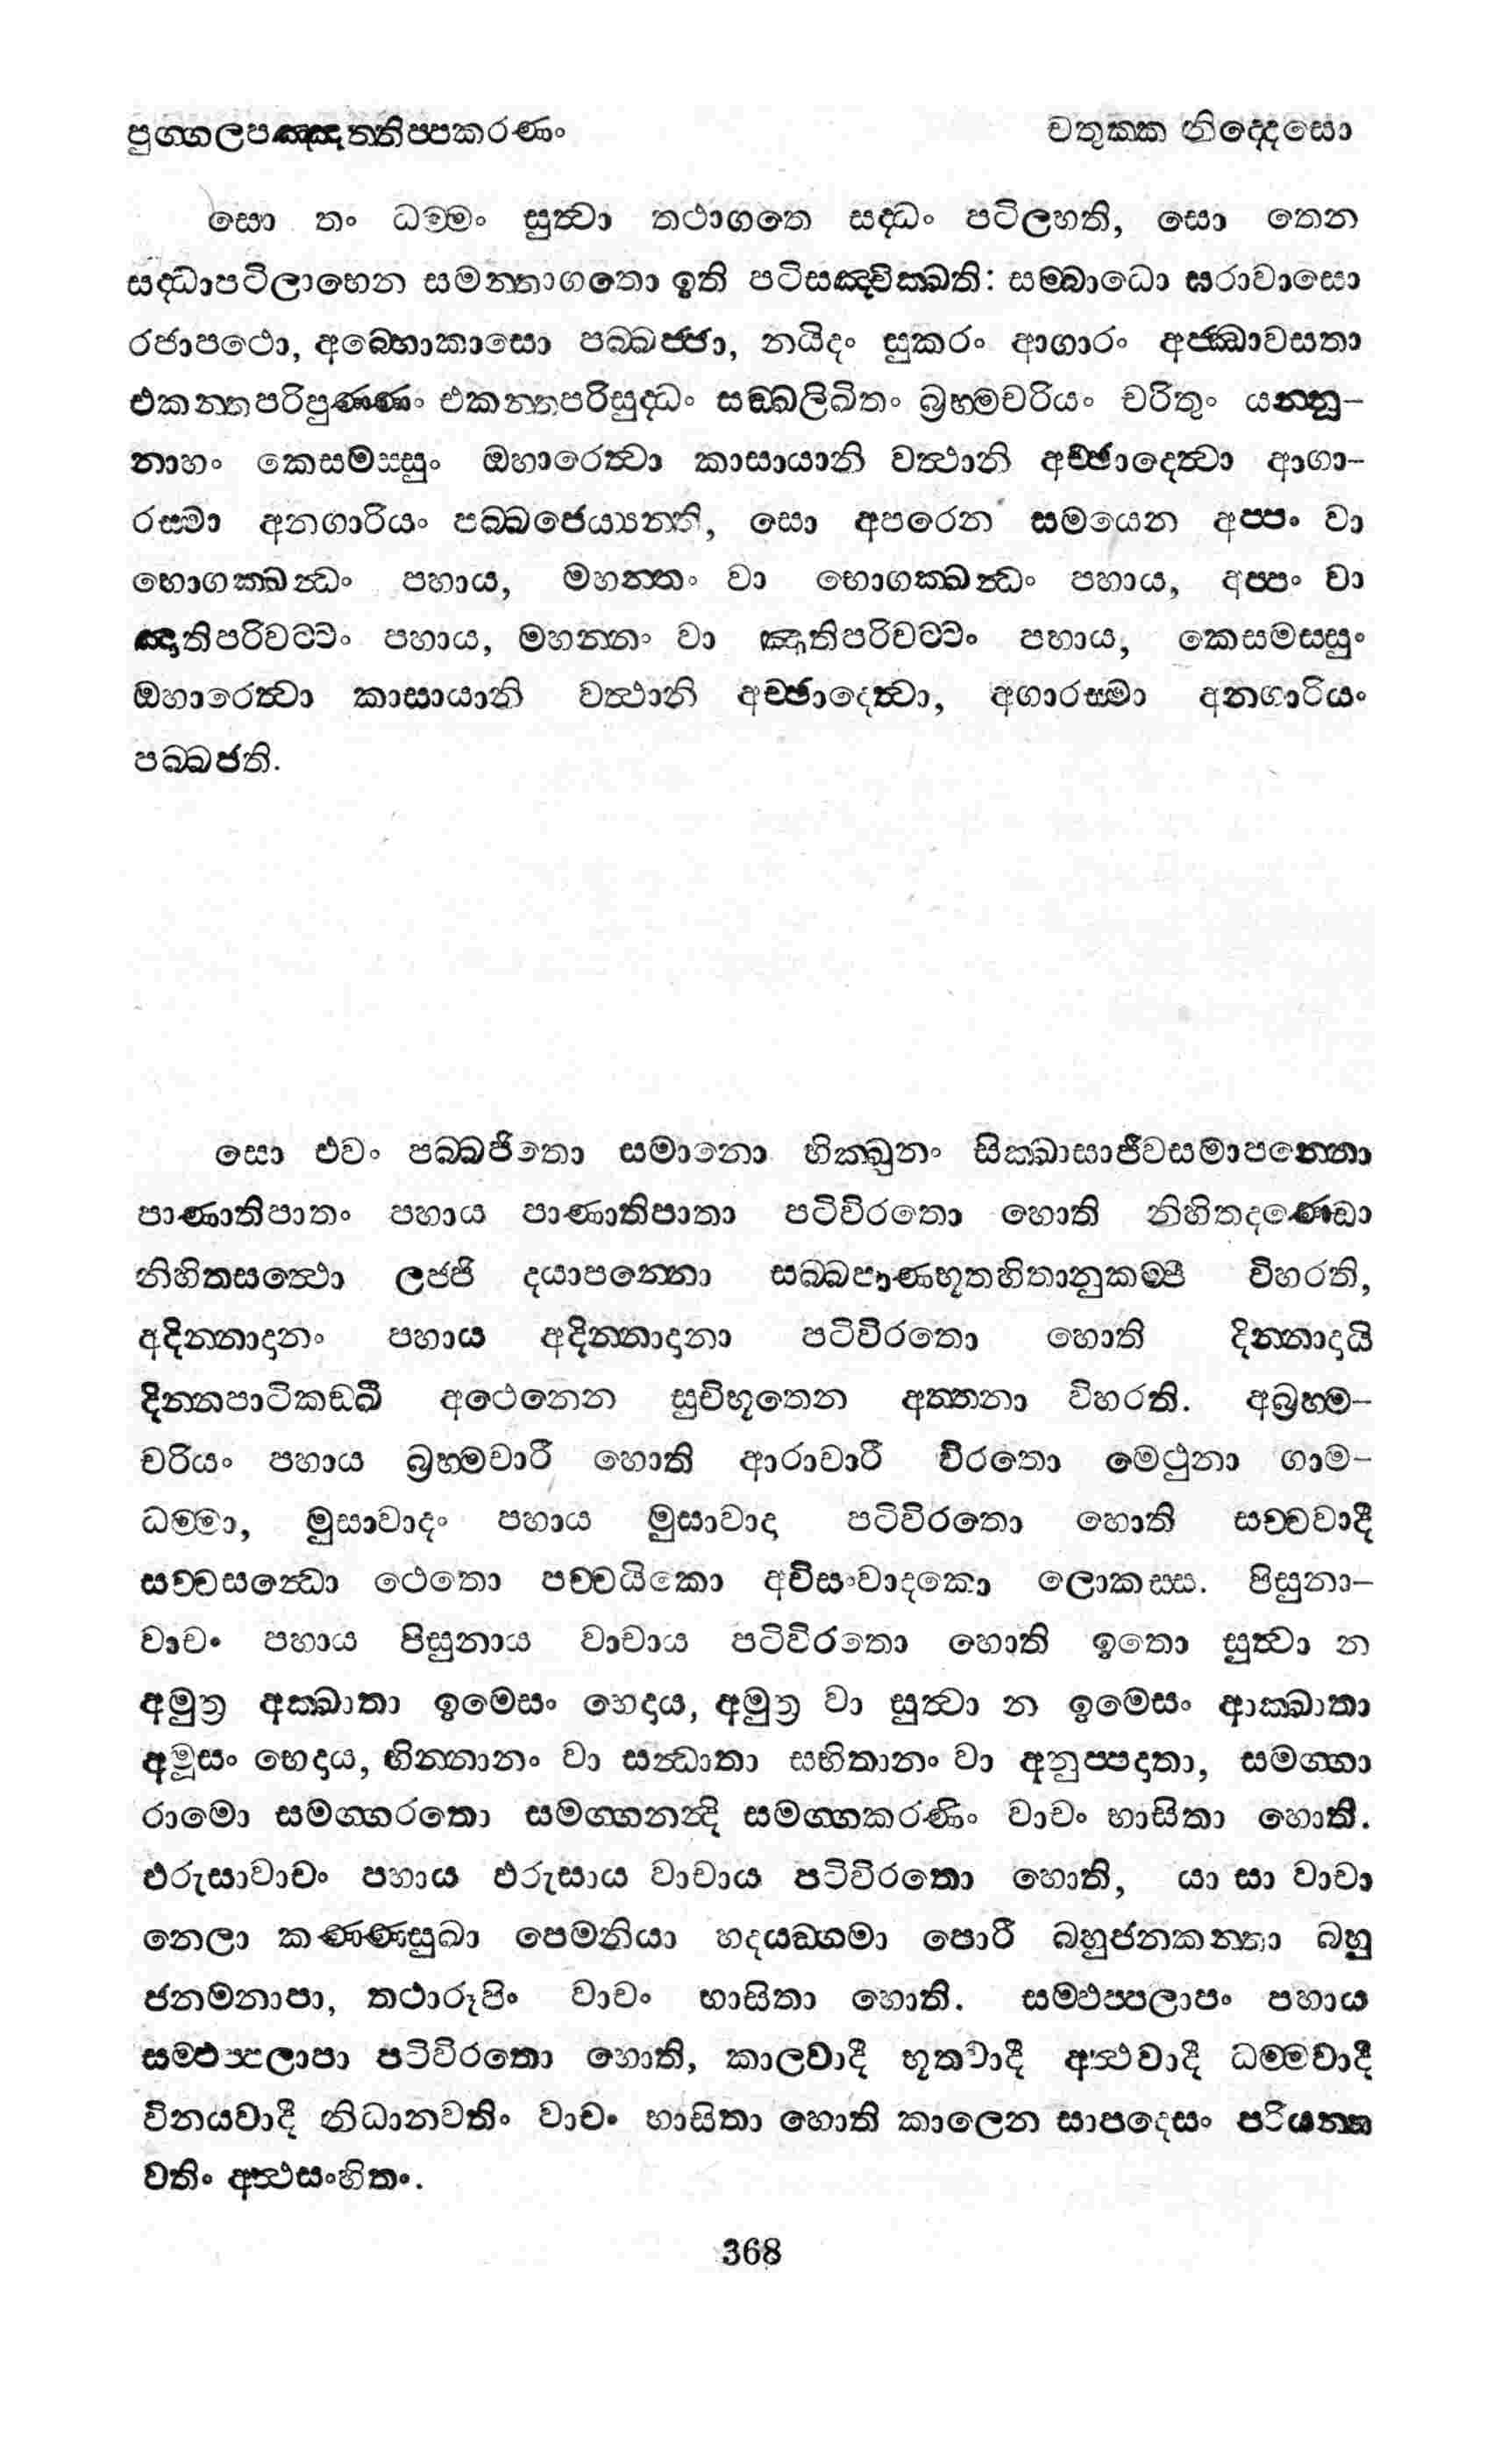 පුග්ගලපඤ්ඤත්තිප්පකරණං චතුක්ක නිද්දෙසො
සො තං ධම්මං සුත්වා තථාගතෙ සද්ධං පටිලභති, සො තෙන
සද්ධාපටිලාභෙන සමන්නාගතො ඉති පටිසඤ්චික්ඛති: සම්බාධො ඝරාවාසො
රජාපථො, අබ්භොකාසො පබ්බජ්ජා, නයිදං සුකරං ආගාරං අජ්ඣාවසතා
එකන්තපරිපුණ්ණං එකන්තපරිසුද්ධං සඞ්ඛලිඛිතං බ්‍රහ්මචරියං චරිතුං යන්නූ-
නාහං කෙසමස්සුං ඔහාරෙත්වා කාසායානි වත්ථානි අච්ඡාදෙත්වා ආගා-
රස්මා අනගාරියං පබ්බජෙය්‍යන්ති, සො අපරෙන සමයෙන අප්පං වා
භොගක්ඛන්ධං පහාය, මහන්තං වා භොගක්ඛන්ධං පහාය, අප්පං වා
ඤාතිපරිවට්ටං පහාය, මහන්තං වා ඤාතිපරිවට්ටං පහාය, කෙසමස්සුං
ඔහාරෙත්වා කාසායානි වත්ථානි අච්ඡාදෙත්වා, අගාරස්මා අනගාරියං
පබ්බජති.
සො එවං පබ්බජිතො සමානො භික්ඛුනං සික්ඛාසාජීවසමාපන්නො
පාණාතිපාතං පහාය පාණාතිපාතා පටිවිරතො හොති නිහිතදණ්ඩො
නිහිතසත්ථො ලජ්ජි දයාපන්නො සබ්බපාණභූතහිතානුකම්පී විහරති,
අදින්නාදානං පහාය අදින්නාදානා පටිවිරතො හොති දින්නාදායි
දින්නපාටිකඞ්ඛී අථෙනෙන සුචිභූතෙන අත්තනා විහරති. අබ්‍රහ්ම-
චරියං පහාය බ්‍රහ්මචාරී හොති ආරාචාරී විරතො මෙථුනා ගාම-
ධම්මා, මුසාවාදං පහාය මුසාවාදා පටිවිරතො හොති සච්චවාදී
සච්චසන්ධො ථෙතො පච්චයිකො අවිසංවාදකො ලොකස්ස. පිසුනා-
වාචං පහාය පිසුනාය වාචාය පටිවිරතො හොති ඉතො සුත්වා න
අමුත්‍ර අක්ඛාතා ඉමෙසං භෙදාය, අමුත්‍ර වා සුත්වා න ඉමෙසං ආක්ඛාතා
අමූසං භෙදාය, භින්නානං වා සන්ධාතා සහිතානං වා අනුප්පදාතා, සමග්ගා
රාමො සමග්ගරතො සමග්ගනන්දි සමග්ගකරණිං වාචං භාසිතා හොති.
ඵරුසාවාචං පහාය ඵරුසාය වාචාය පටිවිරතො හොති, යා සා වාචා
නෙලා කණ්ණසුඛා පෙමනියා හදයඞ්ගමා පොරී බහුජනකන්තා බහු
ජනමනාපා, තථාරූපිං වාචං භාසිතා හොති. සම්ඵප්පලාපං පහාය
සම්ඵප්පලාපා පටිවිරතො හොති, කාලවාදී භූතවාදී අත්ථවාදී ධම්මවාදී
විනයවාදී නිධානවතිං වාචං භාසිතා හොති කාලෙන සාපදෙසං පරියන්ත
වතිං අත්ථසංහිතං.
368